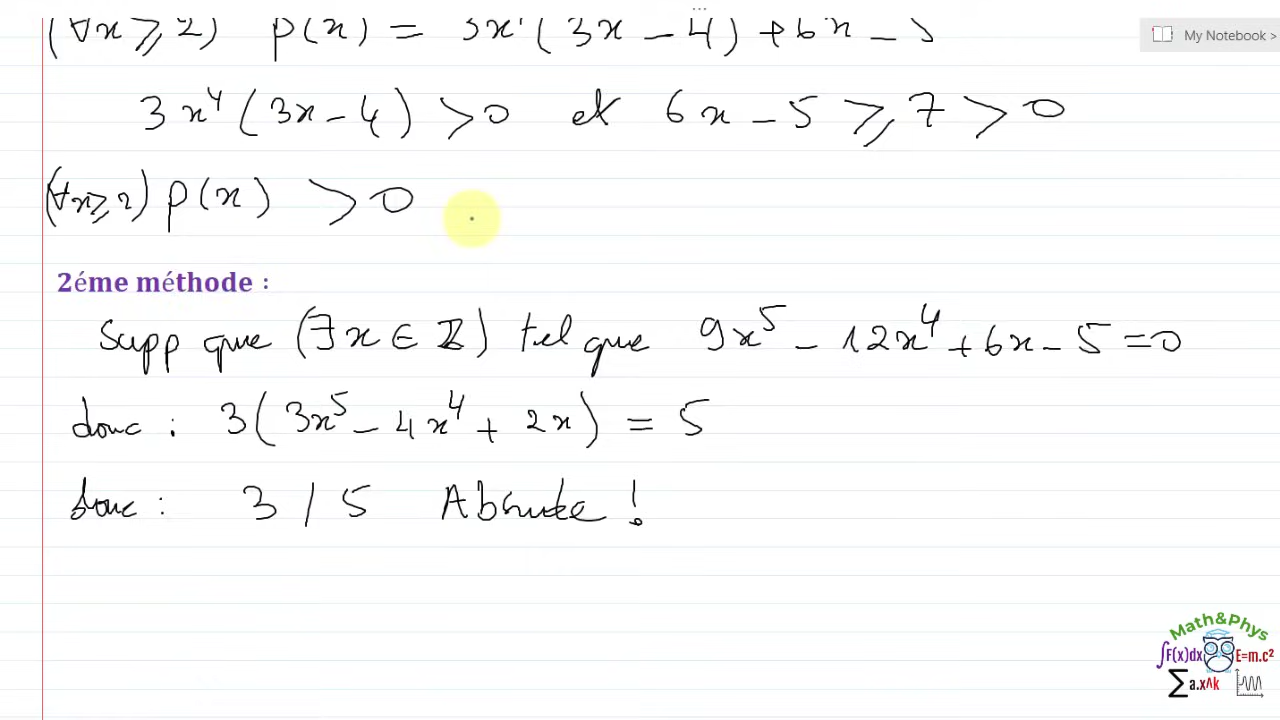 (∀x ⩾ 2) p(x) = 3x⁴(3x − 4) + 6x − 5
My Notebook >
3x⁴(3x − 4) > 0 et 6x − 5 ⩾ 7 > 0
(∀x ⩾ 2) p(x) > 0
2éme méthode :
Supp que (∃x ∈ ℤ) tel que 9x⁵ − 12x⁴ + 6x − 5 = 0
donc : 3(3x⁵ − 4x⁴ + 2x) = 5
donc : 3 / 5 Absurde !
Math&Phys
∫F(x)dx E=m.c²
∑ a.x^k